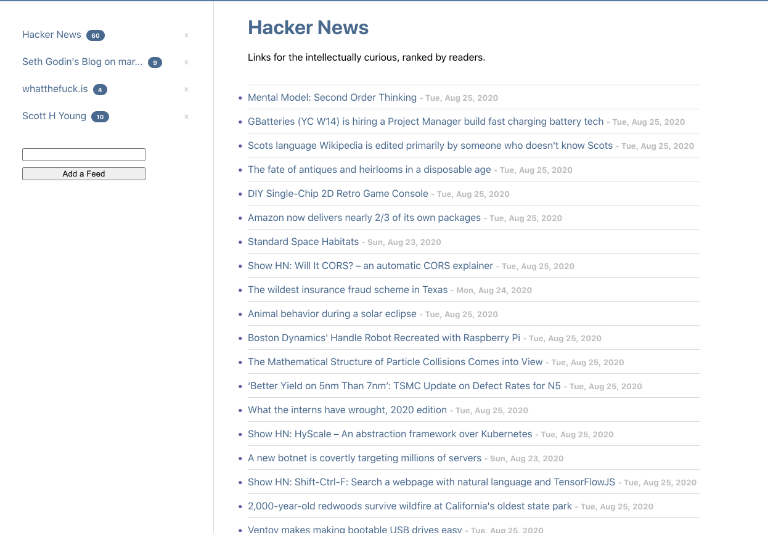 Hacker News 60 ×
Seth Godin's Blog on mar... 9
whatthefuck.is 4 ×
Scott H Young 10 ×
Add a Feed
Hacker News
Links for the intellectually curious, ranked by readers.
• Mental Model: Second Order Thinking - Tue, Aug 25, 2020
• GBatteries (YC W14) is hiring a Project Manager build fast charging battery tech - Tue, Aug 25, 2020
• Scots language Wikipedia is edited primarily by someone who doesn't know Scots - Tue, Aug 25, 2020
• The fate of antiques and heirlooms in a disposable age - Tue, Aug 25, 2020
• DIY Single-Chip 2D Retro Game Console - Tue, Aug 25, 2020
• Amazon now delivers nearly 2/3 of its own packages - Tue, Aug 25, 2020
• Standard Space Habitats - Sun, Aug 23, 2020
• Show HN: Will It CORS? – an automatic CORS explainer - Tue, Aug 25, 2020
• The wildest insurance fraud scheme in Texas - Mon, Aug 24, 2020
• Animal behavior during a solar eclipse - Tue, Aug 25, 2020
• Boston Dynamics' Handle Robot Recreated with Raspberry Pi - Tue, Aug 25, 2020
• The Mathematical Structure of Particle Collisions Comes into View - Tue, Aug 25, 2020
• ‘Better Yield on 5nm Than 7nm’: TSMC Update on Defect Rates for N5 - Tue, Aug 25, 2020
• What the interns have wrought, 2020 edition - Tue, Aug 25, 2020
• Show HN: HyScale – An abstraction framework over Kubernetes - Tue, Aug 25, 2020
• A new botnet is covertly targeting millions of servers - Sun, Aug 23, 2020
• Show HN: Shift-Ctrl-F: Search a webpage with natural language and TensorFlowJS - Tue, Aug 25, 2020
• 2,000-year-old redwoods survive wildfire at California's oldest state park - Tue, Aug 25, 2020
• Ventoy makes making bootable USB drives easy - Tue, Aug 25, 2020